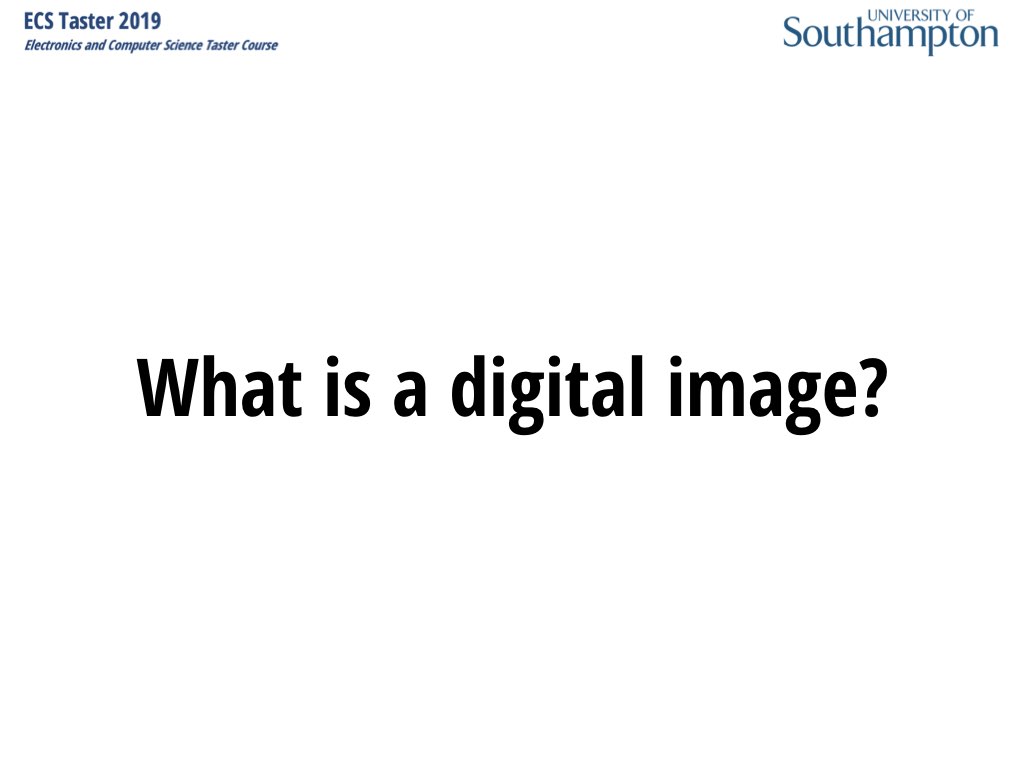 ECS Taster 2019
Electronics and Computer Science Taster Course
UNIVERSITY OF
Southampton
What is a digital image?